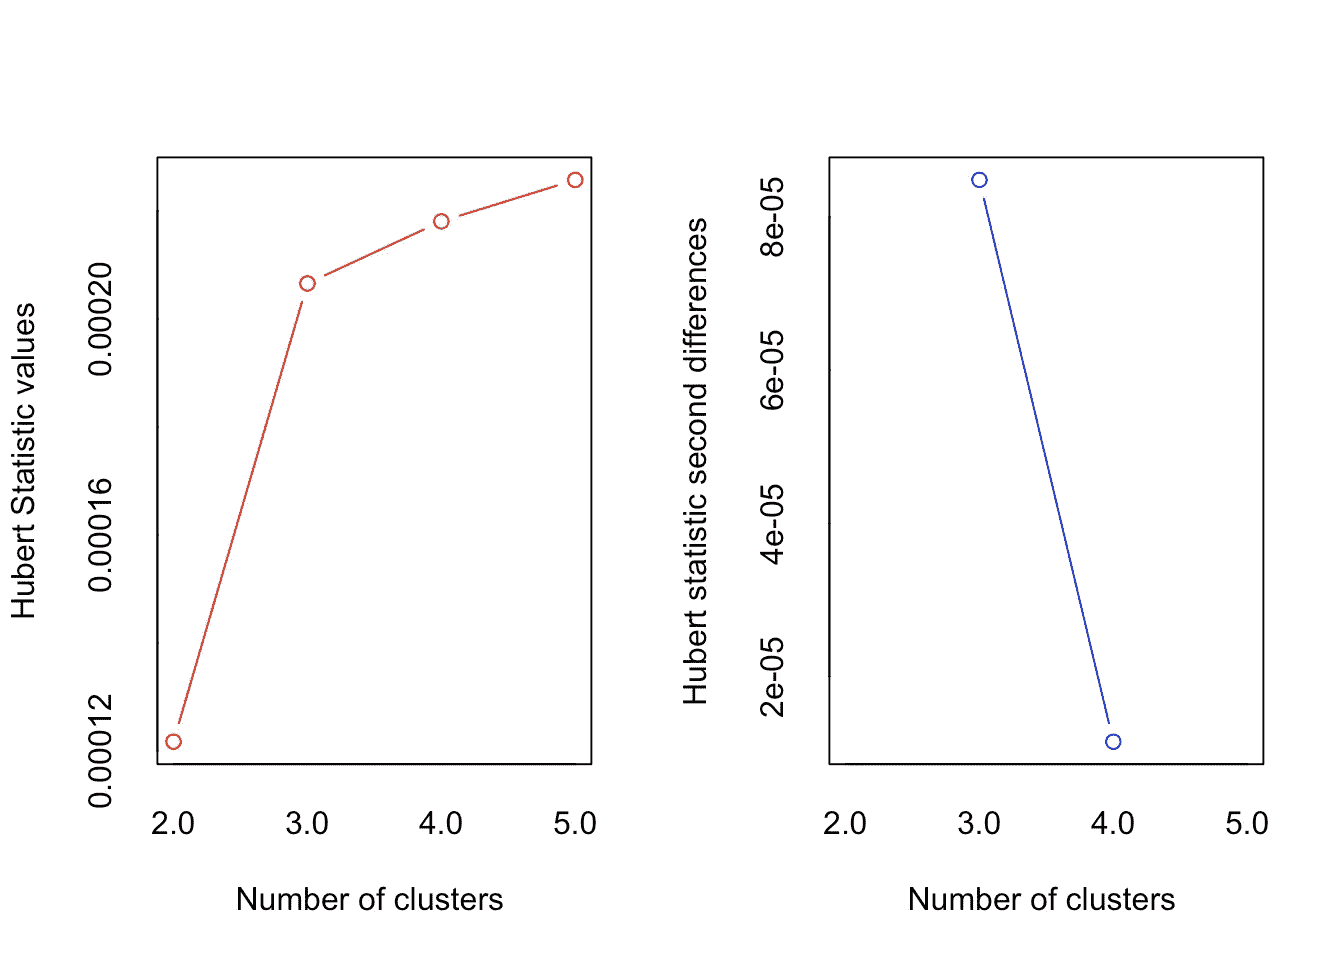 Hubert Statistic values
0.00012 0.00016 0.00020
2.0 3.0 4.0 5.0
Number of clusters
Hubert statistic second differences
2e-05 4e-05 6e-05 8e-05
2.0 3.0 4.0 5.0
Number of clusters